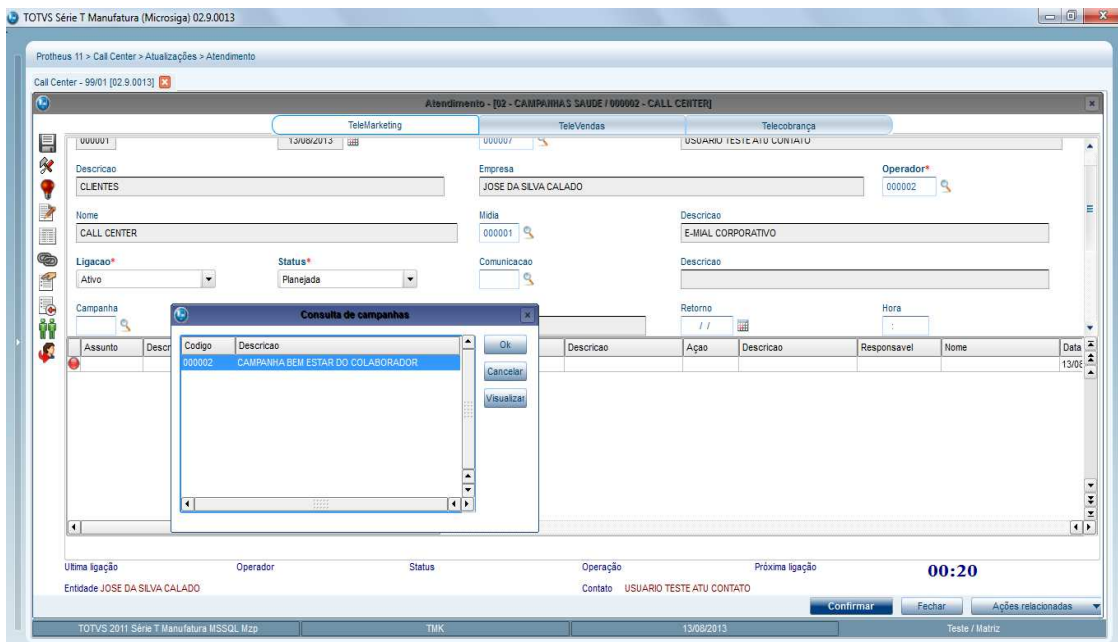 TOTVS Série T Manufatura (Microsiga) 02.9.0013
Protheus 11 > Call Center > Atualizações > Atendimento
Call Center - 99/01 [02.9.0013]
Atendimento - [02 - CAMPANHAS SAUDE / 000002 - CALL CENTER]
TeleMarketing TeleVendas Telecobrança
000001 13/08/2013 000007 USUARIO TESTE ATU CONTATO
Descricao Empresa Operador*
CLIENTES JOSE DA SILVA CALADO 000002
Nome Midia Descricao
CALL CENTER 000001 E-MIAL CORPORATIVO
Ligacao* Status* Comunicacao Descricao
Ativo Planejada
Campanha Retorno Hora
Consulta de campanhas
/ / :
Assunto Descr Descricao Açao Descricao Responsavel Nome Data
13/08
Codigo Descricao Ok
000002 CAMPANHA BEM ESTAR DO COLABORADOR
Cancelar
Visualizar
Ultima ligação Operador Status Operação Próxima ligação 00:20
Entidade JOSE DA SILVA CALADO Contato USUARIO TESTE ATU CONTATO
Confirmar Fechar Ações relacionadas
TOTVS 2011 Série T Manufatura MSSQL Mzp TMK 13/08/2013 Teste / Matriz